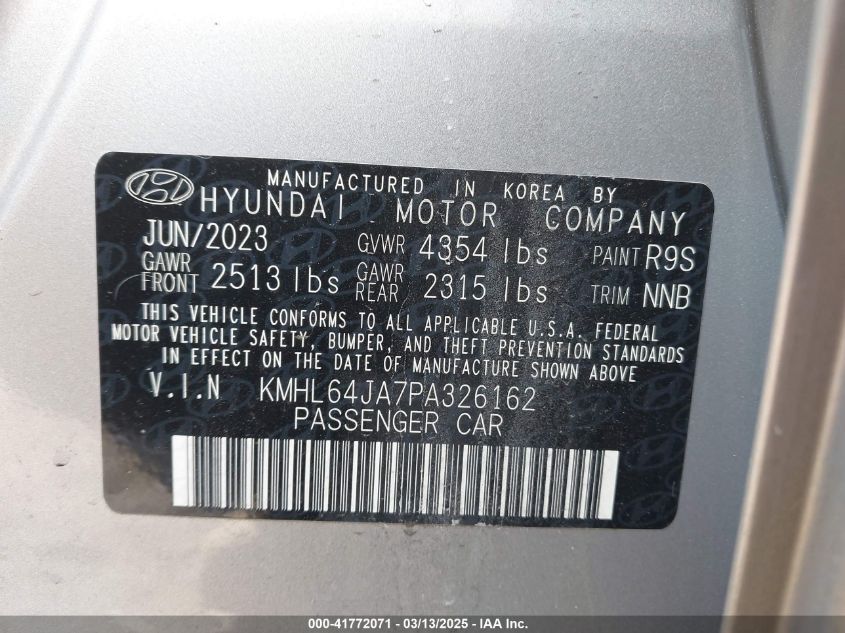 MANUFACTURED IN KOREA BY
HYUNDAI MOTOR COMPANY
JUN/2023 GVWR 4354 lbs PAINT R9S
GAWR FRONT 2513 lbs GAWR REAR 2315 lbs TRIM NNB
THIS VEHICLE CONFORMS TO ALL APPLICABLE U.S.A. FEDERAL
MOTOR VEHICLE SAFETY, BUMPER, AND THEFT PREVENTION STANDARDS
IN EFFECT ON THE DATE OF MANUFACTURE SHOWN ABOVE
V.I.N KMHL64JA7PA326162
PASSENGER CAR
000-41772071 - 03/13/2025 - IAA, Inc.